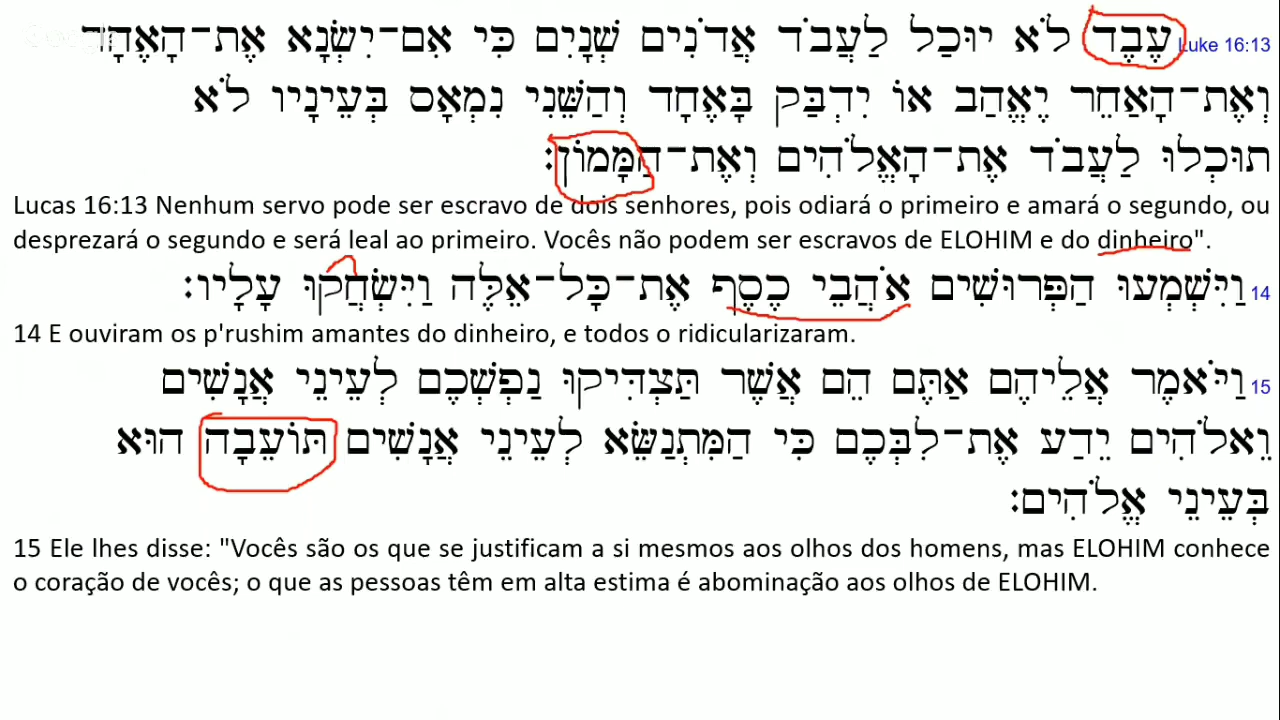 Luke 16:13 עֶבֶד לֹא יוּכַל לַעֲבֹד אֲדֹנִים שְׁנָיִם כִּי אִם־יִשְׂנָא אֶת־הָאֶחָד
וְאֶת־הָאַחֵר יֶאֱהַב אוֹ יִדְבַּק בָּאֶחָד וְהַשֵּׁנִי נִמְאָס בְּעֵינָיו לֹא
תוּכְלוּ לַעֲבֹד אֶת־הָאֱלֹהִים וְאֶת־הַמָּמוֹן׃
Lucas 16:13 Nenhum servo pode ser escravo de dois senhores, pois odiará o primeiro e amará o segundo, ou
desprezará o segundo e será leal ao primeiro. Vocês não podem ser escravos de ELOHIM e do dinheiro".
14 וַיִּשְׁמְעוּ הַפְּרוּשִׁים אֹהֲבֵי כֶסֶף אֶת־כָּל־אֵלֶּה וַיִּשְׂחֲקוּ עָלָיו׃
14 E ouviram os p'rushim amantes do dinheiro, e todos o ridicularizaram.
15 וַיֹּאמֶר אֲלֵיהֶם אַתֶּם הֵם אֲשֶׁר תַּצְדִּיקוּ נַפְשְׁכֶם לְעֵינֵי אֲנָשִׁים
וֵאלֹהִים יֵדַע אֶת־לִבְּכֶם כִּי הַמִּתְנַשֵּׂא לְעֵינֵי אֲנָשִׁים תּוֹעֵבָה הוּא
בְּעֵינֵי אֱלֹהִים׃
15 Ele lhes disse: "Vocês são os que se justificam a si mesmos aos olhos dos homens, mas ELOHIM conhece
o coração de vocês; o que as pessoas têm em alta estima é abominação aos olhos de ELOHIM.